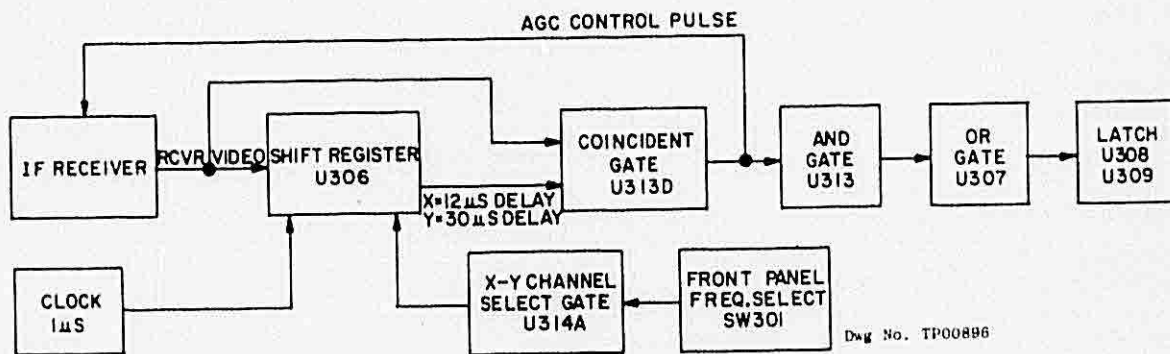 AGC CONTROL PULSE
IF RECEIVER
RCVR VIDEO
SHIFT REGISTER
U306
X=12µS DELAY
Y=30µS DELAY
COINCIDENT
GATE
U313D
AND
GATE
U313
OR
GATE
U307
LATCH
U308
U309
CLOCK
1µS
X-Y CHANNEL
SELECT GATE
U314A
FRONT PANEL
FREQ. SELECT
SW301
Dwg No. TP00896